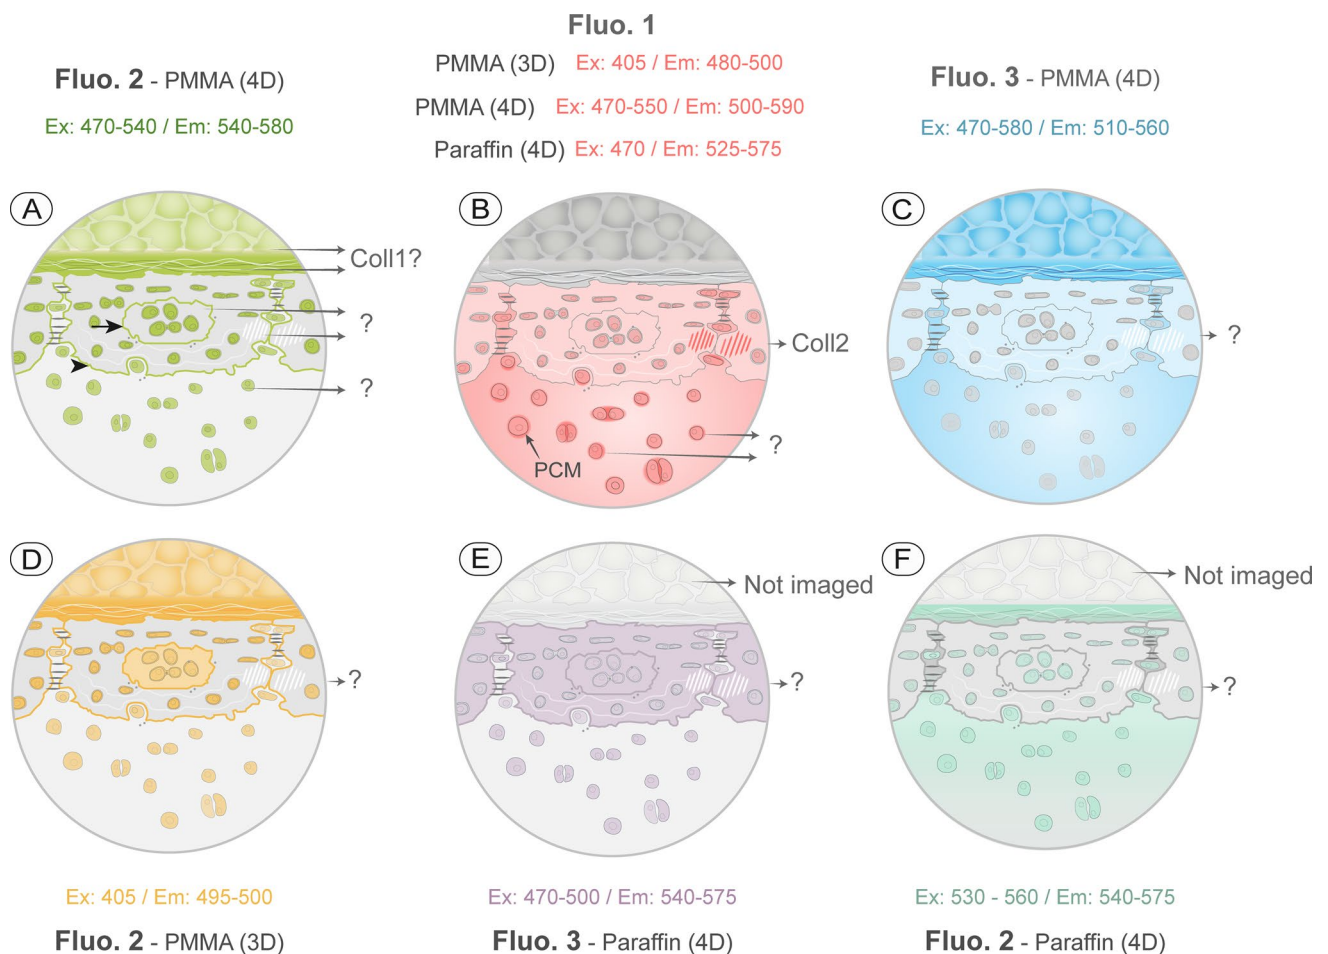 Fluo. 1
Fluo. 2 - PMMA (4D)
Ex: 470-540 / Em: 540-580
PMMA (3D) Ex: 405 / Em: 480-500
PMMA (4D) Ex: 470-550 / Em: 500-590
Paraffin (4D) Ex: 470 / Em: 525-575
Fluo. 3 - PMMA (4D)
Ex: 470-580 / Em: 510-560
A
Coll1?
?
?
B
Coll2
?
?
PCM
C
?
D
?
E
Not imaged
?
F
Not imaged
?
Ex: 405 / Em: 495-500
Fluo. 2 - PMMA (3D)
Ex: 470-500 / Em: 540-575
Fluo. 3 - Paraffin (4D)
Ex: 530 - 560 / Em: 540-575
Fluo. 2 - Paraffin (4D)